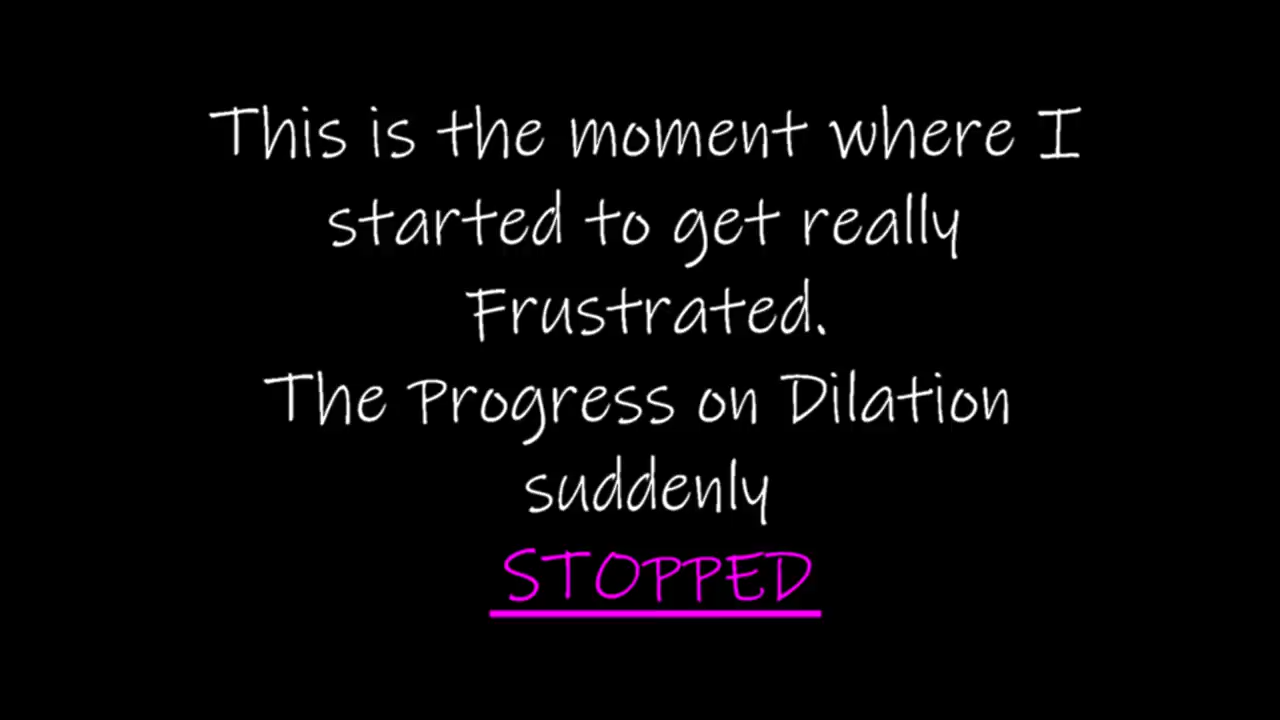 This is the moment where I
started to get really
Frustrated.
The Progress on Dilation
suddenly
STOPPED